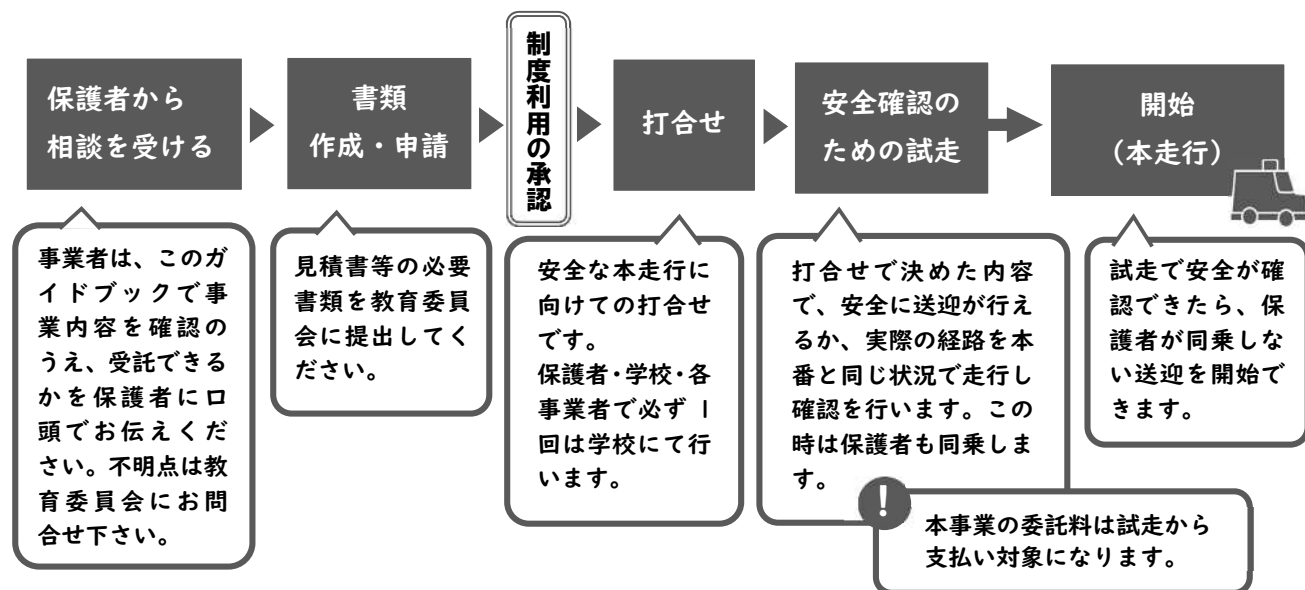 保護者から
相談を受ける
書類
作成・申請
制度利用の承認
打合せ
安全確認の
ための試走
開始
（本走行）
事業者は、このガ
イドブックで事
業内容を確認の
うえ、受託できる
かを保護者に口
頭でお伝えくだ
さい。不明点は教
育委員会にお問
合せ下さい。
見積書等の必要
書類を教育委員
会に提出してく
ださい。
安全な本走行に
向けての打合せ
です。
保護者・学校・各
事業者で必ず１
回は学校にて行
います。
打合せで決めた内容
で、安全に送迎が行え
るか、実際の経路を本
番と同じ状況で走行し
確認を行います。この
時は保護者も同乗しま
す。
試走で安全が確
認できたら、保
護者が同乗しな
い送迎を開始で
きます。
!
本事業の委託料は試走から
支払い対象になります。